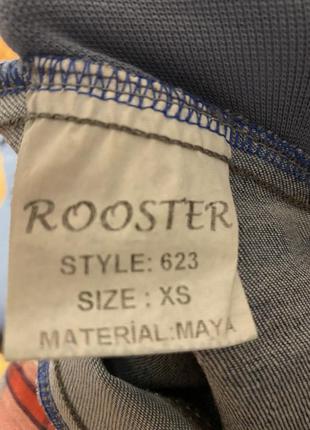 ROOSTER
STYLE: 623
SIZE : XS
MATERİAL:MAYA